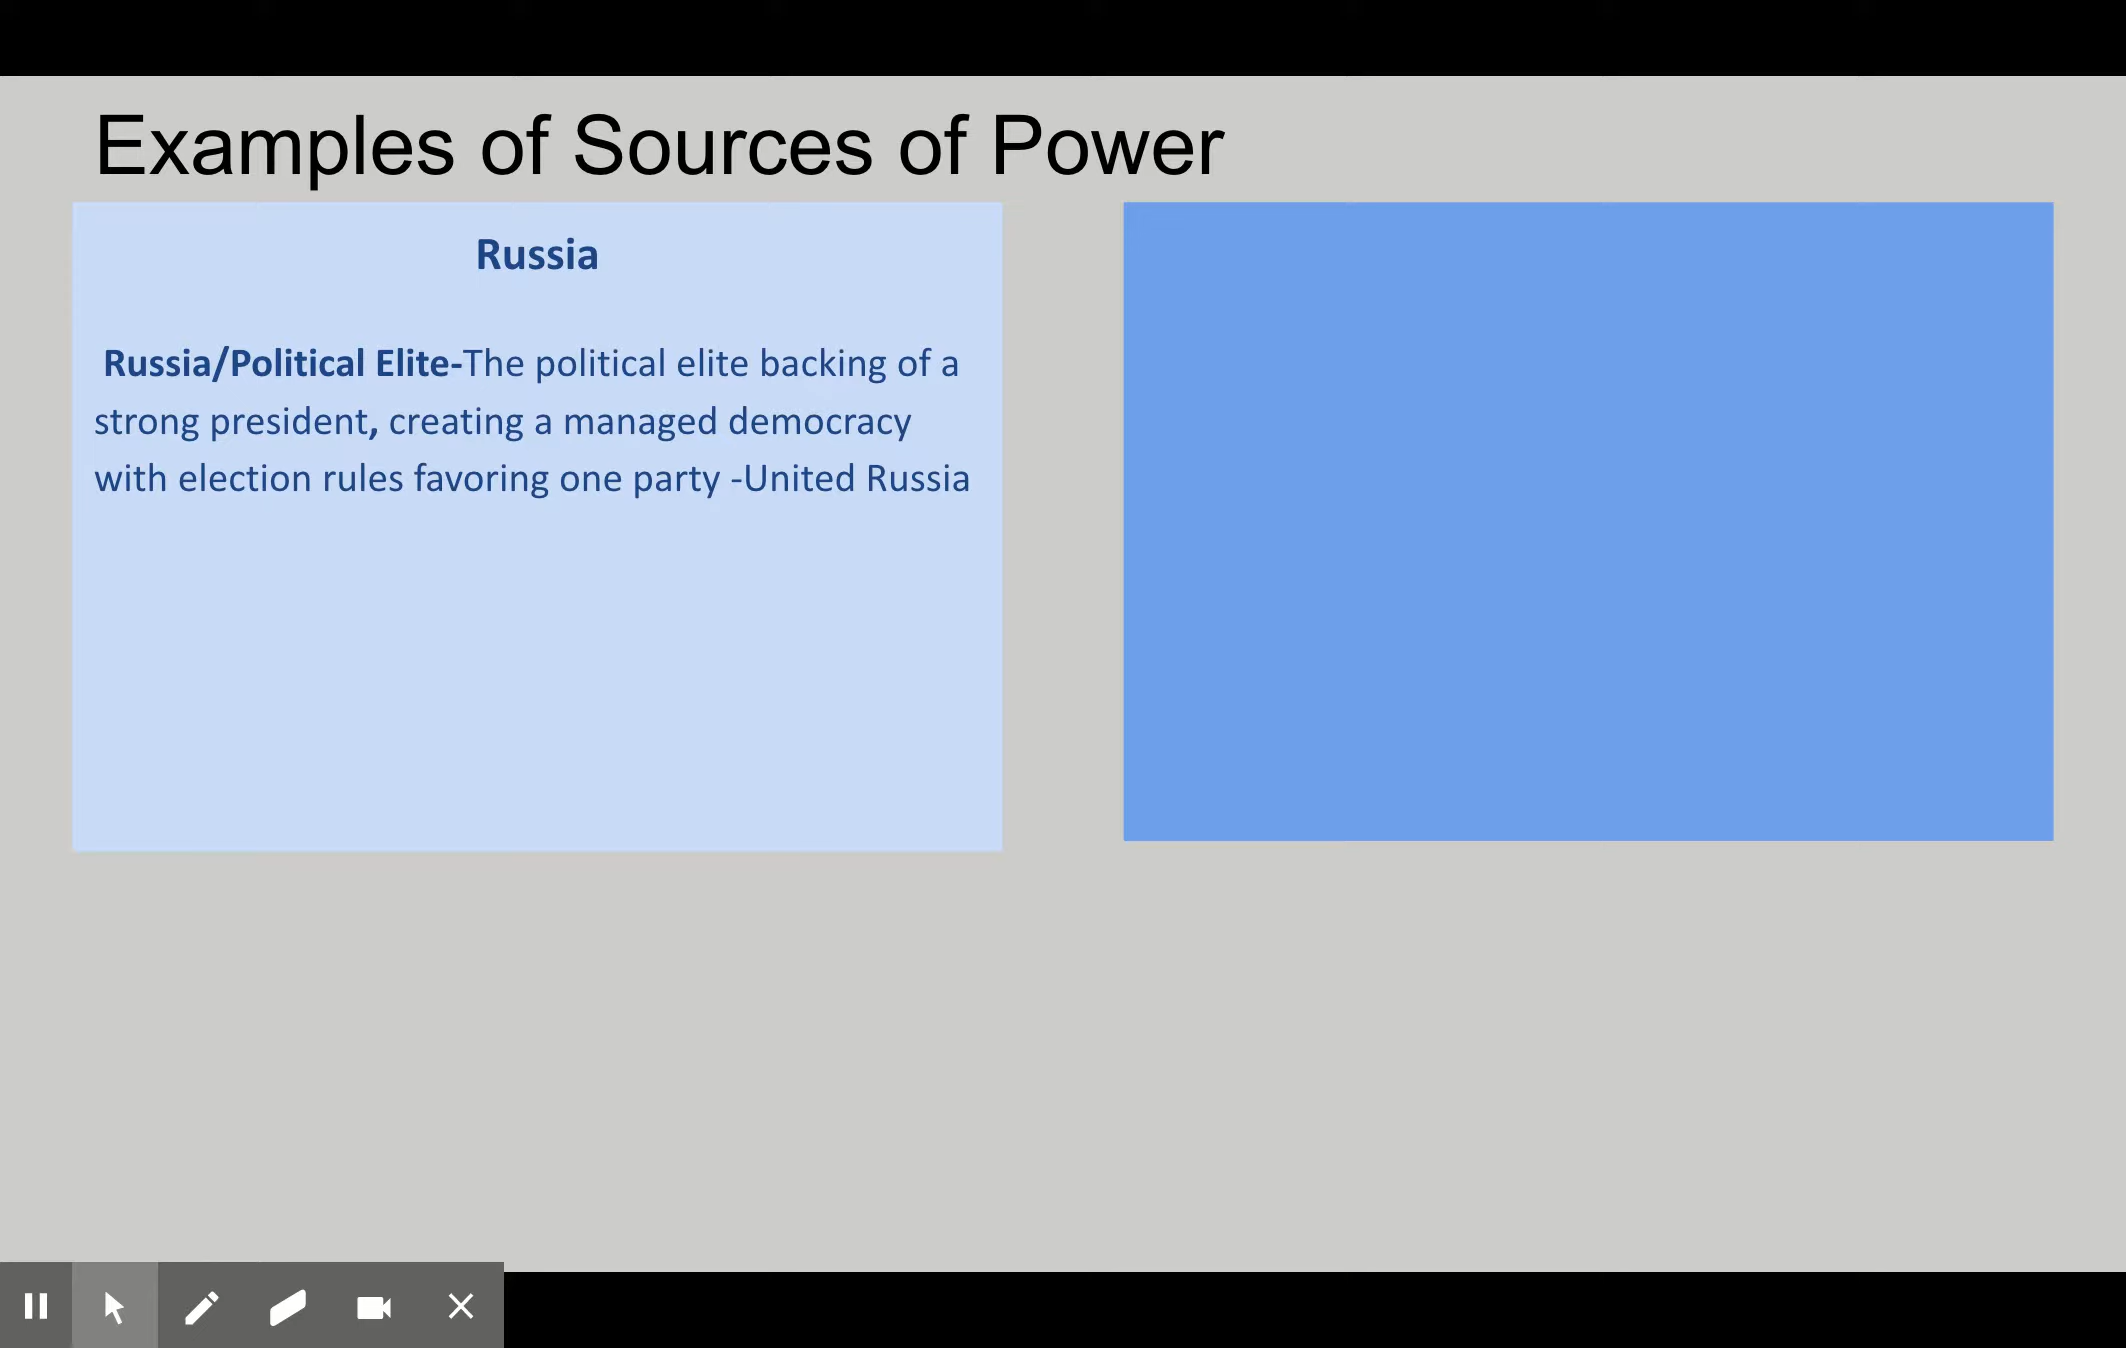 Examples of Sources of Power
Russia
Russia/Political Elite-The political elite backing of a
strong president, creating a managed democracy
with election rules favoring one party -United Russia